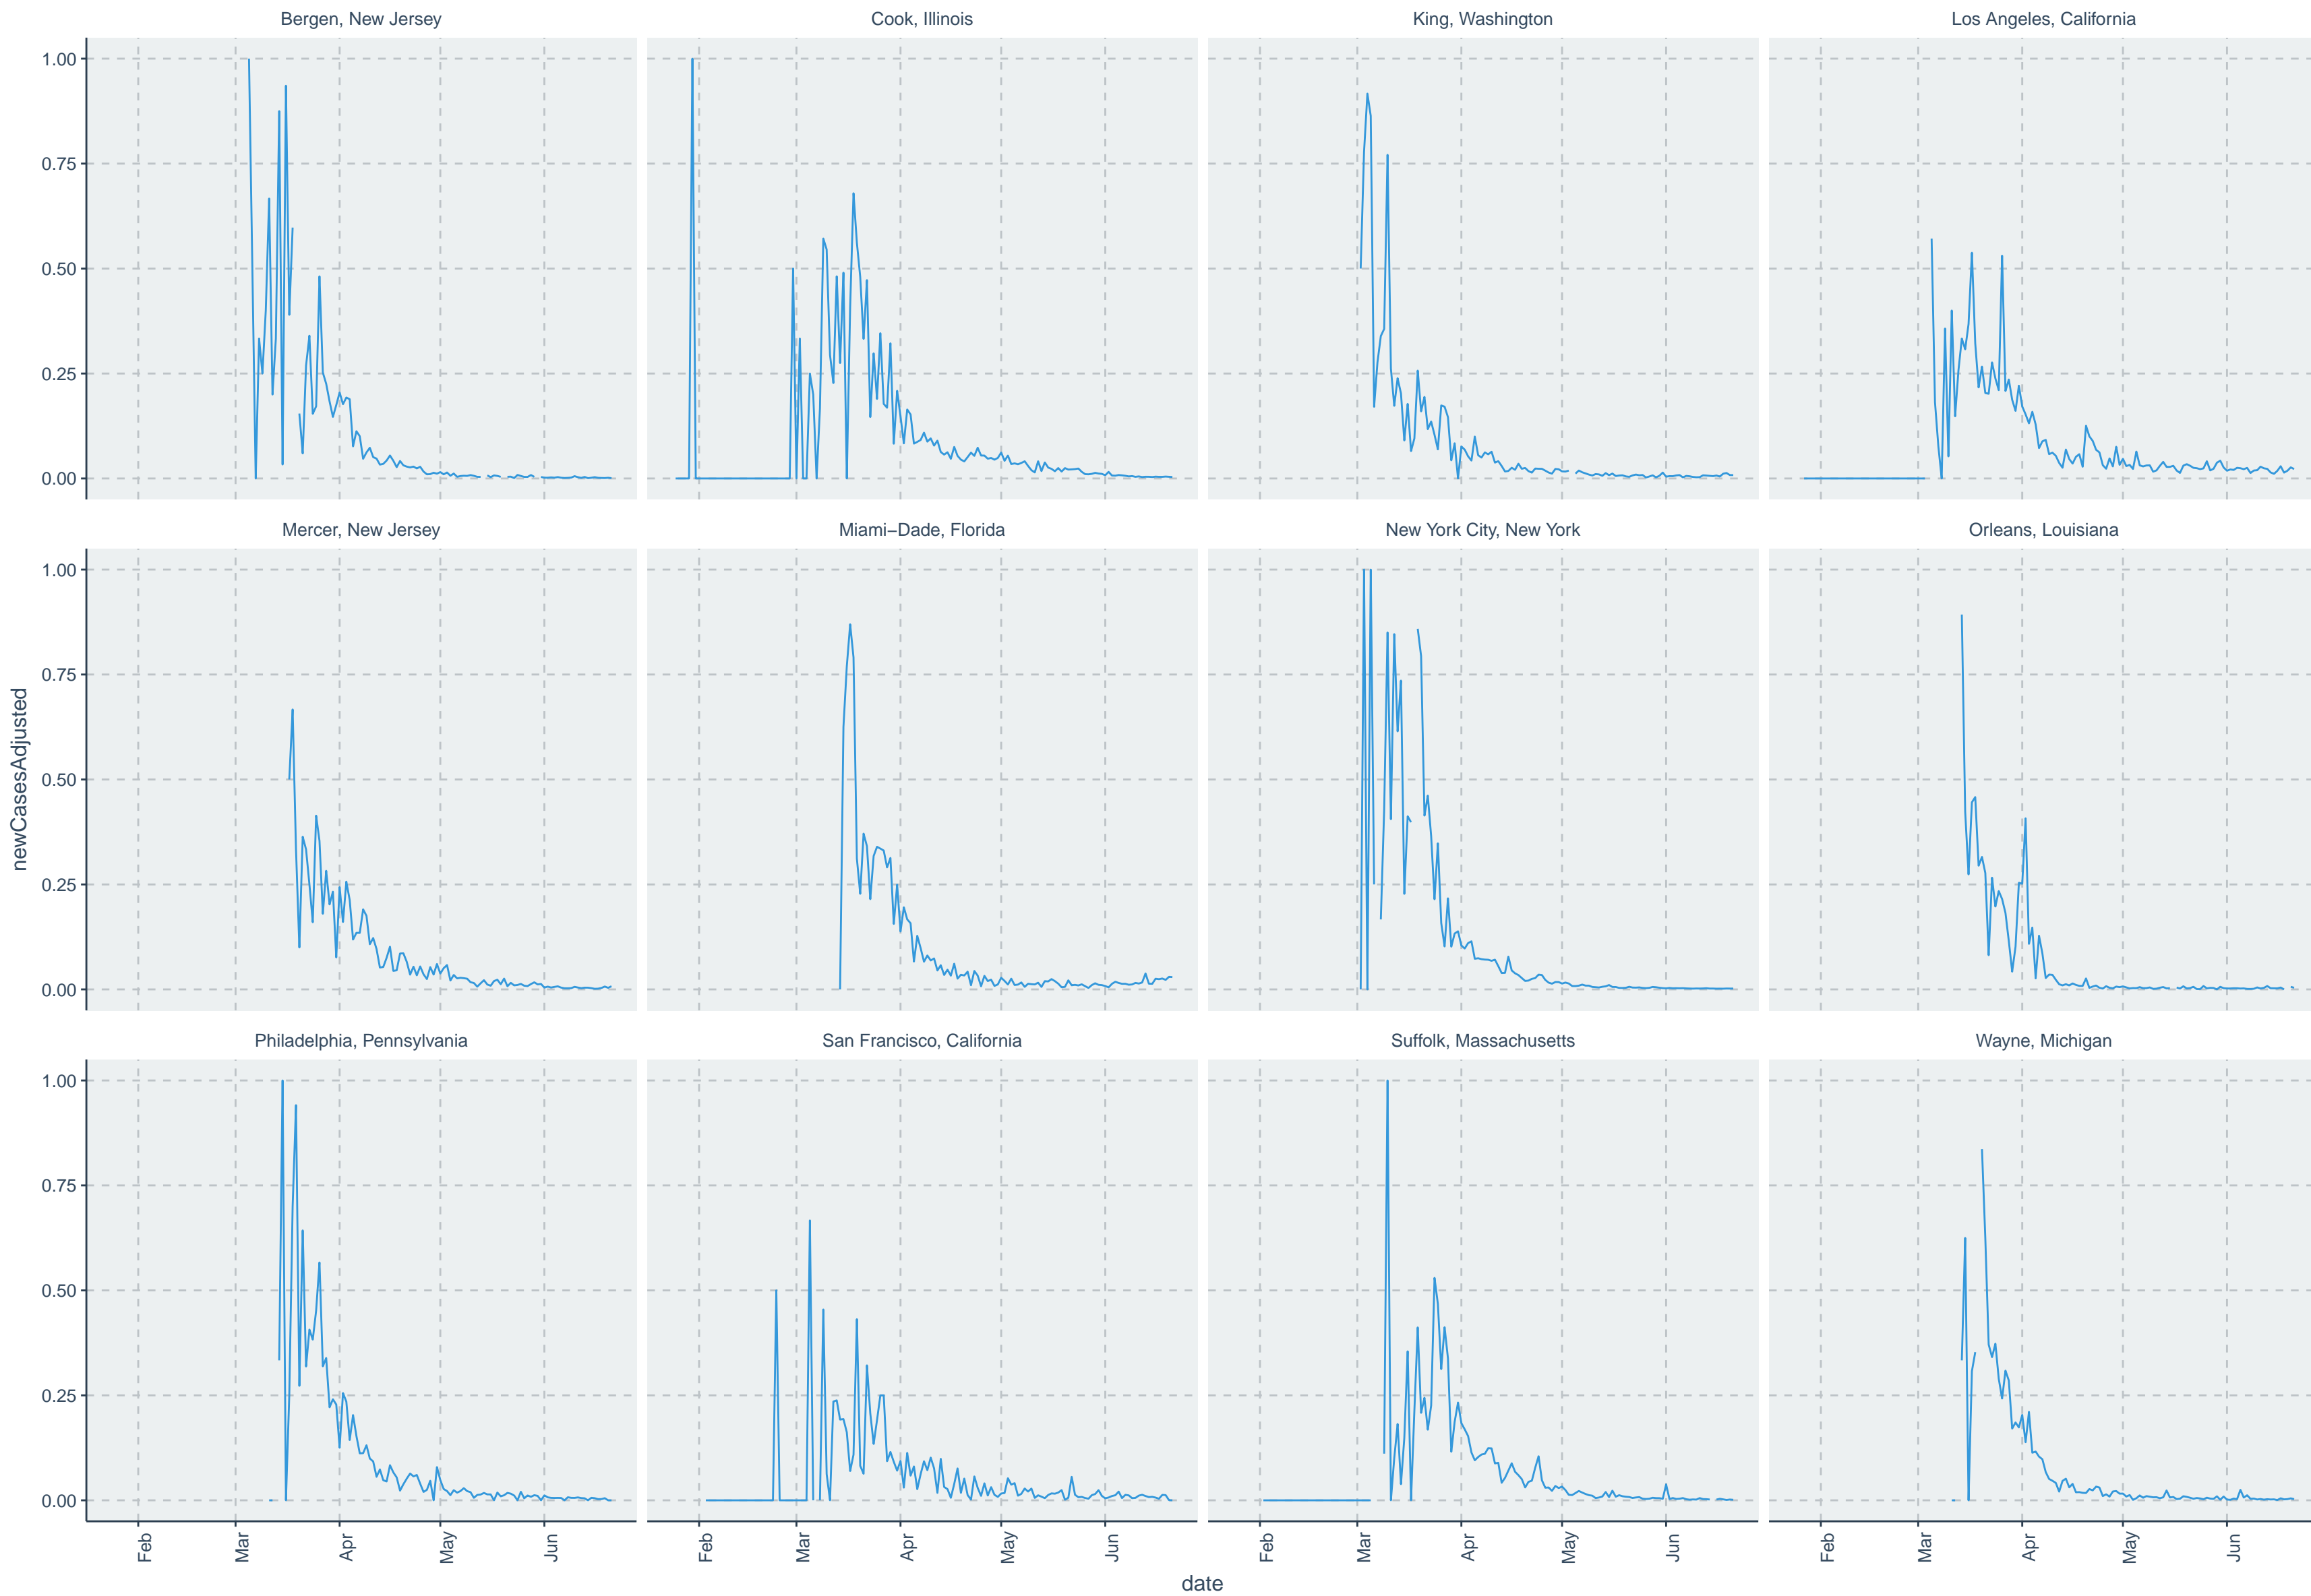 Bergen, New Jersey
Cook, Illinois
King, Washington
Los Angeles, California
1.00
0.75
0.50
0.25
0.00
Mercer, New Jersey
Miami−Dade, Florida
New York City, New York
Orleans, Louisiana
1.00
0.75
0.50
0.25
0.00
newCasesAdjusted
Philadelphia, Pennsylvania
San Francisco, California
Suffolk, Massachusetts
Wayne, Michigan
1.00
0.75
0.50
0.25
0.00
Feb Mar Apr May Jun
Feb Mar Apr May Jun
Feb Mar Apr May Jun
Feb Mar Apr May Jun
date